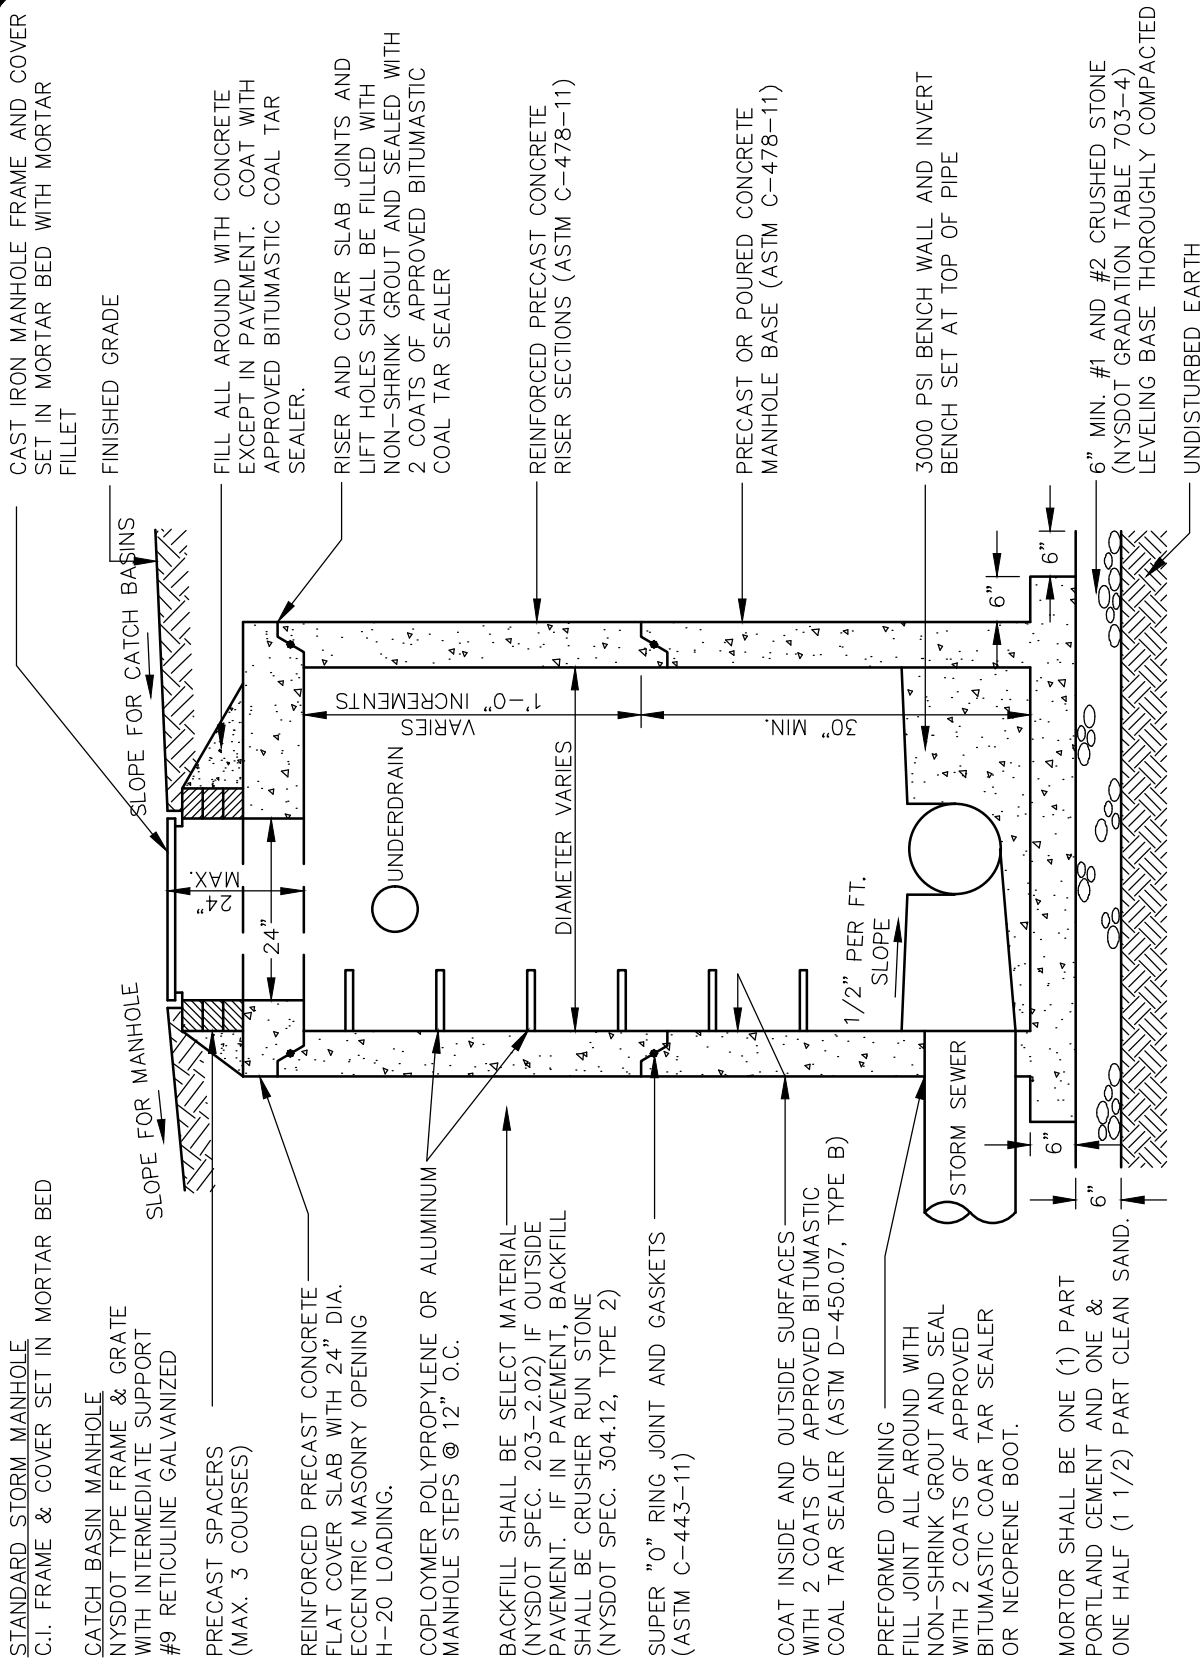 STANDARD STORM MANHOLE
C.I. FRAME & COVER SET IN MORTAR BED
CATCH BASIN MANHOLE
NYSDOT TYPE FRAME & GRATE
WITH INTERMEDIATE SUPPORT
#9 RETICULINE GALVANIZED
PRECAST SPACERS
(MAX. 3 COURSES)
REINFORCED PRECAST CONCRETE
FLAT COVER SLAB WITH 24" DIA.
ECCENTRIC MASONRY OPENING
H-20 LOADING.
COPLOYMER POLYPROPYLENE OR ALUMINUM
MANHOLE STEPS @ 12" O.C.
BACKFILL SHALL BE SELECT MATERIAL
(NYSDOT SPEC. 203-2.02) IF OUTSIDE
PAVEMENT. IF IN PAVEMENT, BACKFILL
SHALL BE CRUSHER RUN STONE
(NYSDOT SPEC. 304.12, TYPE 2)
SUPER "O" RING JOINT AND GASKETS
(ASTM C-443-11)
COAT INSIDE AND OUTSIDE SURFACES
WITH 2 COATS OF APPROVED BITUMASTIC
COAL TAR SEALER (ASTM D-450.07, TYPE B)
PREFORMED OPENING
FILL JOINT ALL AROUND WITH
NON-SHRINK GROUT AND SEAL
WITH 2 COATS OF APPROVED
BITUMASTIC COAR TAR SEALER
OR NEOPRENE BOOT.
MORTOR SHALL BE ONE (1) PART
PORTLAND CEMENT AND ONE &
ONE HALF (1 1/2) PART CLEAN SAND.
SLOPE FOR MANHOLE
SLOPE FOR CATCH BASINS
24"
MAX.
24"
UNDERDRAIN
VARIES
1'-0" INCREMENTS
DIAMETER VARIES
30" MIN.
1/2" PER FT.
SLOPE
STORM SEWER
6"
6"
6"
6"
CAST IRON MANHOLE FRAME AND COVER
SET IN MORTAR BED WITH MORTAR
FILLET
FINISHED GRADE
FILL ALL AROUND WITH CONCRETE
EXCEPT IN PAVEMENT. COAT WITH
APPROVED BITUMASTIC COAL TAR
SEALER.
RISER AND COVER SLAB JOINTS AND
LIFT HOLES SHALL BE FILLED WITH
NON-SHRINK GROUT AND SEALED WITH
2 COATS OF APPROVED BITUMASTIC
COAL TAR SEALER
REINFORCED PRECAST CONCRETE
RISER SECTIONS (ASTM C-478-11)
PRECAST OR POURED CONCRETE
MANHOLE BASE (ASTM C-478-11)
3000 PSI BENCH WALL AND INVERT
BENCH SET AT TOP OF PIPE
6" MIN. #1 AND #2 CRUSHED STONE
(NYSDOT GRADATION TABLE 703-4)
LEVELING BASE THOROUGHLY COMPACTED
UNDISTURBED EARTH